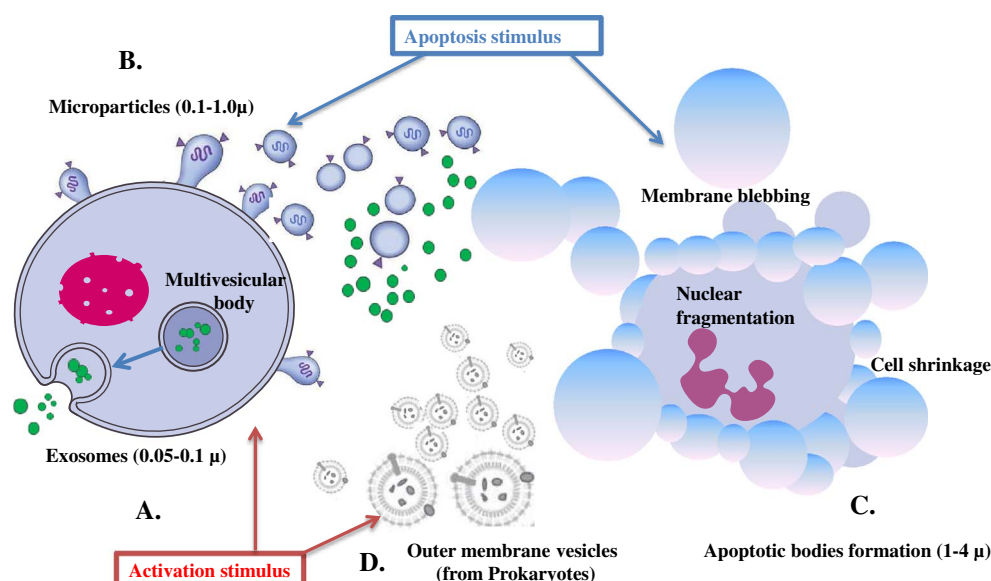 Apoptosis stimulus
B.
Microparticles (0.1-1.0μ)
Membrane blebbing
Multivesicular
body
Nuclear
fragmentation
Cell shrinkage
Exosomes (0.05-0.1 μ)
A.
C.
D.
Outer membrane vesicles
(from Prokaryotes)
Apoptotic bodies formation (1-4 μ)
Activation stimulus